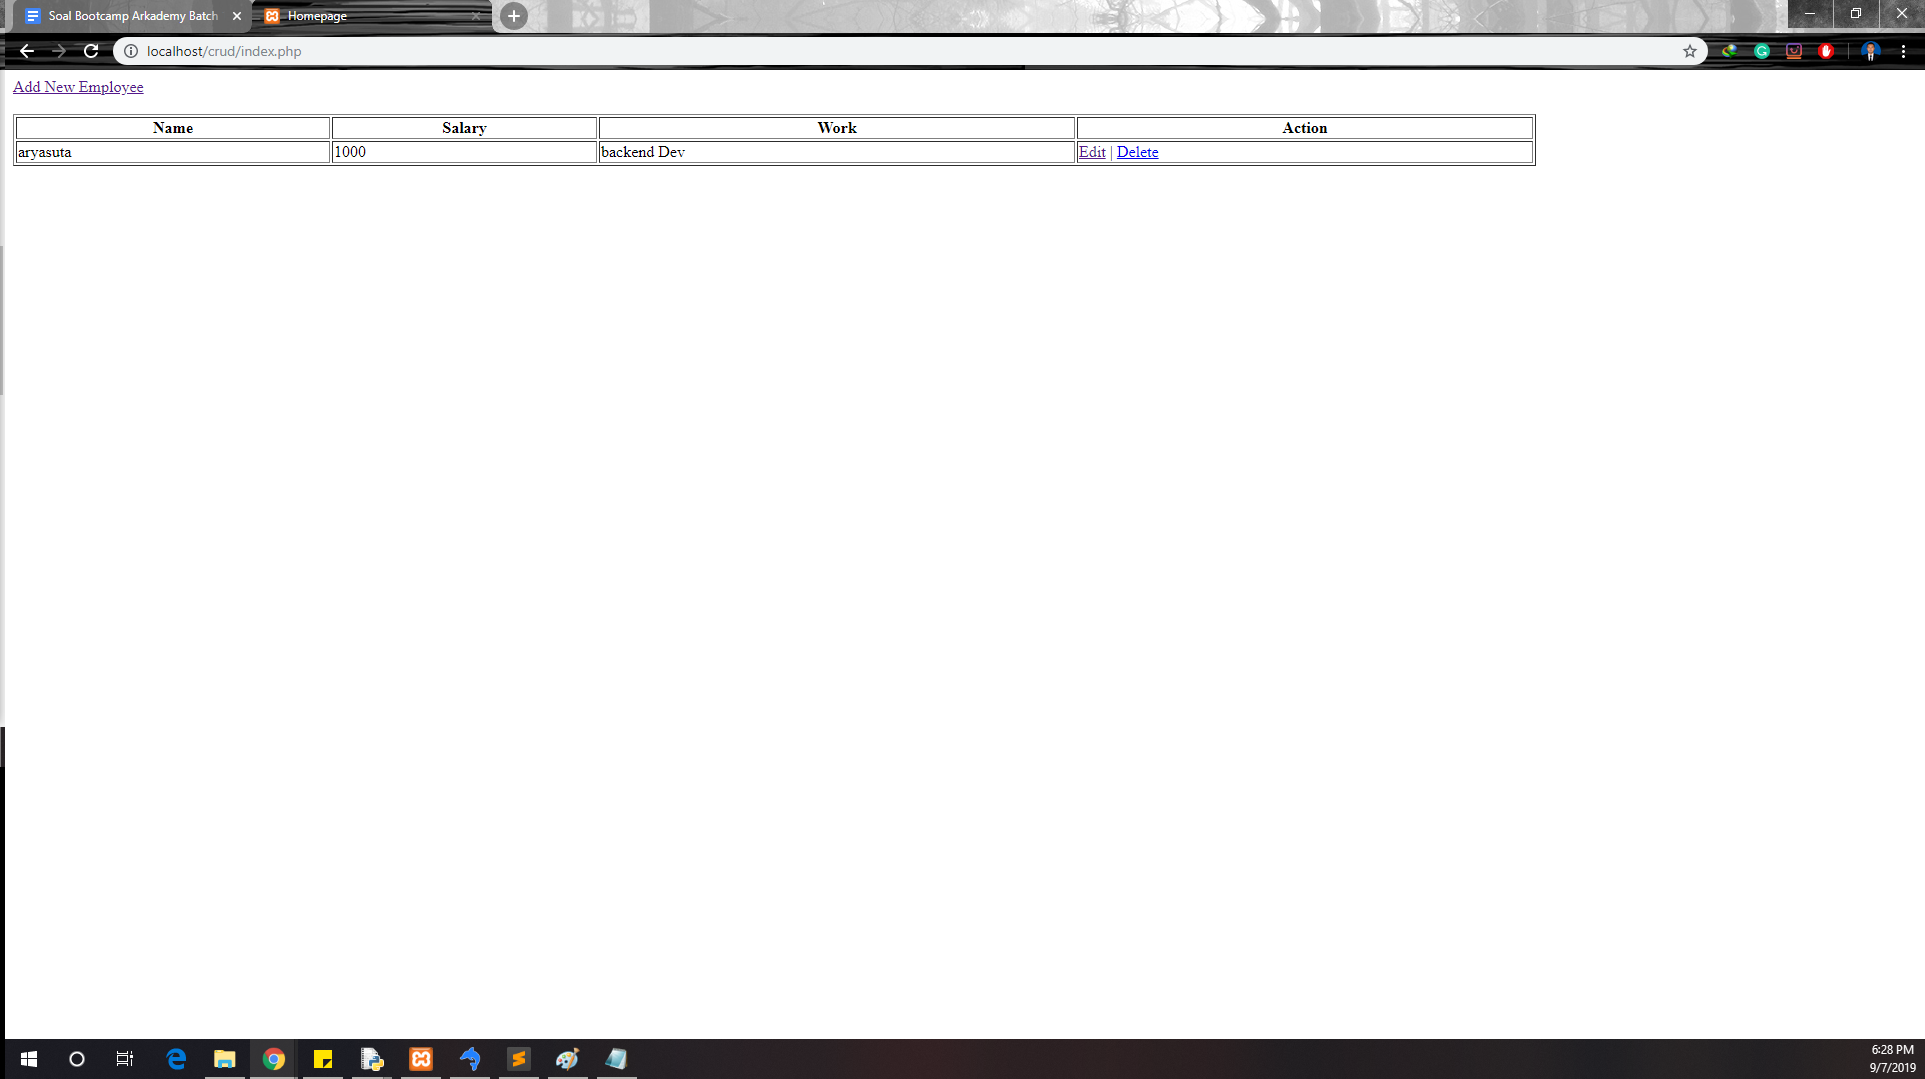 Soal Bootcamp Arkademy Batch
Homepage
localhost/crud/index.php
Add New Employee
Name Salary Work Action
aryasuta 1000 backend Dev Edit | Delete
6:28 PM
9/7/2019